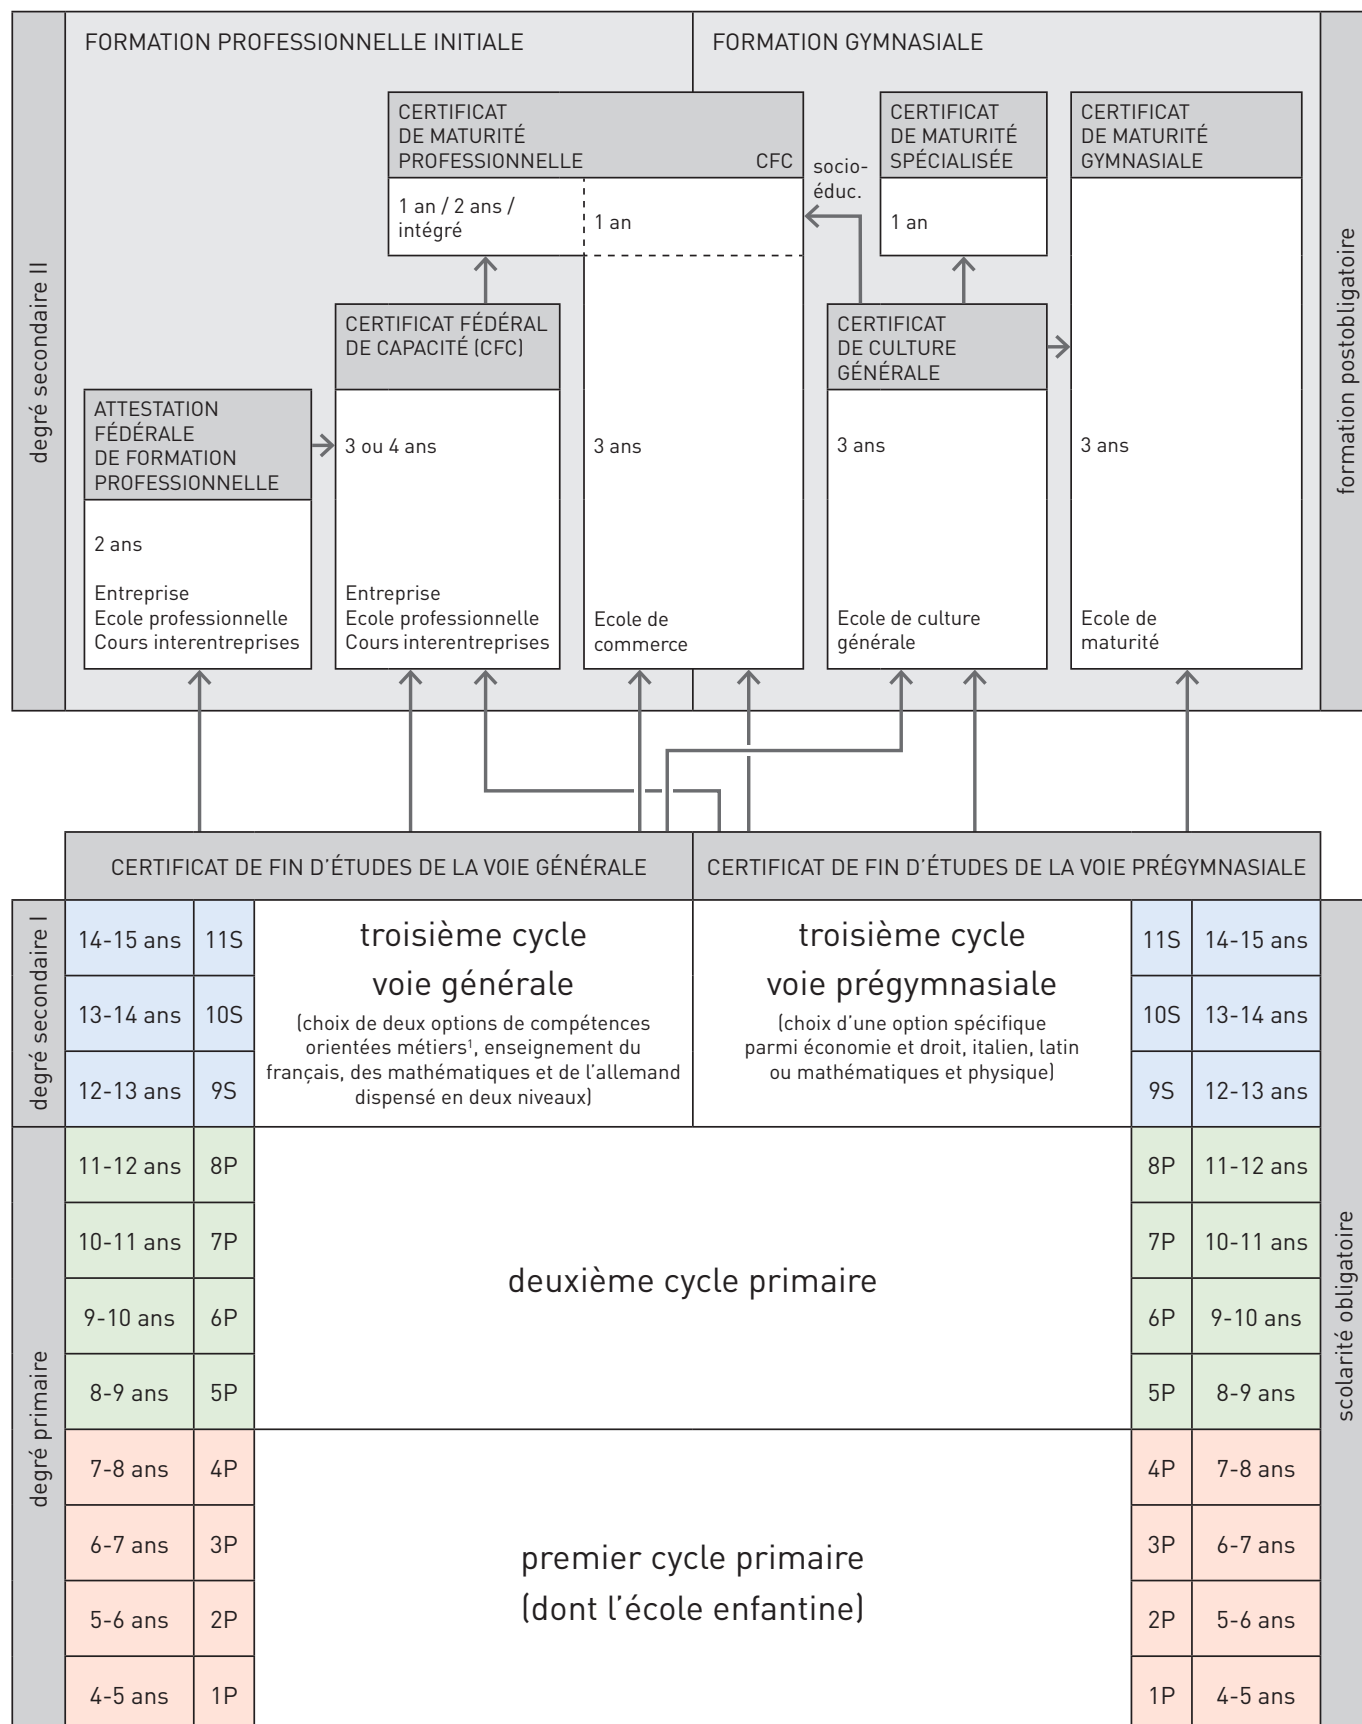 FORMATION PROFESSIONNELLE INITIALE
FORMATION GYMNASIALE
CERTIFICAT
DE MATURITÉ
PROFESSIONNELLE CFC
1 an / 2 ans /
intégré
1 an
socio-
éduc.
CERTIFICAT
DE MATURITÉ
SPÉCIALISÉE
1 an
CERTIFICAT
DE MATURITÉ
GYMNASIALE
degré secondaire II
formation postobligatoire
CERTIFICAT FÉDÉRAL
DE CAPACITÉ (CFC)
CERTIFICAT
DE CULTURE
GÉNÉRALE
ATTESTATION
FÉDÉRALE
DE FORMATION
PROFESSIONNELLE
3 ou 4 ans
3 ans
3 ans
3 ans
2 ans
Entreprise
Ecole professionnelle
Cours interentreprises
Entreprise
Ecole professionnelle
Cours interentreprises
Ecole de
commerce
Ecole de culture
générale
Ecole de
maturité
CERTIFICAT DE FIN D'ÉTUDES DE LA VOIE GÉNÉRALE
CERTIFICAT DE FIN D'ÉTUDES DE LA VOIE PRÉGYMNASIALE
degré secondaire I
14-15 ans 11S
13-14 ans 10S
12-13 ans 9S
troisième cycle
voie générale
(choix de deux options de compétences
orientées métiers¹, enseignement du
français, des mathématiques et de l'allemand
dispensé en deux niveaux)
troisième cycle
voie prégymnasiale
(choix d'une option spécifique
parmi économie et droit, italien, latin
ou mathématiques et physique)
11S 14-15 ans
10S 13-14 ans
9S 12-13 ans
degré primaire
11-12 ans 8P
10-11 ans 7P
9-10 ans 6P
8-9 ans 5P
deuxième cycle primaire
8P 11-12 ans
7P 10-11 ans
6P 9-10 ans
5P 8-9 ans
scolarité obligatoire
7-8 ans 4P
6-7 ans 3P
5-6 ans 2P
4-5 ans 1P
premier cycle primaire
(dont l'école enfantine)
4P 7-8 ans
3P 6-7 ans
2P 5-6 ans
1P 4-5 ans